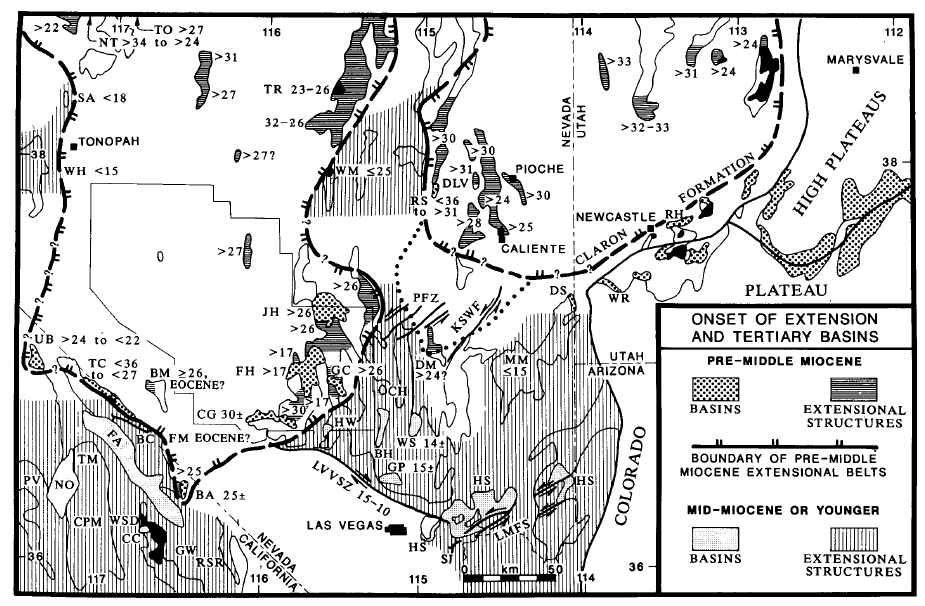 >22
117
TO >27
NT >34 to >24
116
115
114
113
112
>31
>27
SA <18
TR 23-26
32-26
>33
>32-33
>31
>24
>24
MARYSVALE
TONOPAH
38
WH <15
>27?
WM ≤25
>30
>30
>31
DLV
PIOCHE
>24
>30
RS <36
to >31
>28
>25
CALIENTE
NEVADA
UTAH
NEWCASTLE
RH
CLARON FORMATION
HIGH PLATEAUS
38
>27
>26
JH >26
>26
PFZ
KSWF
DS
WR
PLATEAU
UB >24 to <22
TC <36
to <27
BM ≥26,
EOCENE?
>17
FH >17
GC >26
DM
>24?
MM
≤15
UTAH
ARIZONA
>17
>30
CG 30±
CH
HW
BC
FM EOCENE?
FA
WS 14±
BH
GP 15±
TM
PV
NO
>25
BA 25±
LVVSZ 15-10
HS
HS
COLORADO
CPM
WSD
CC
LAS VEGAS
LMFS
HS
SI
GW
RSR
NEVADA
CALIFORNIA
36
36
117
116
115
0 km 50
114
ONSET OF EXTENSION
AND TERTIARY BASINS
PRE-MIDDLE MIOCENE
BASINS
EXTENSIONAL
STRUCTURES
BOUNDARY OF PRE-MIDDLE
MIOCENE EXTENSIONAL BELTS
MID-MIOCENE OR YOUNGER
BASINS
EXTENSIONAL
STRUCTURES